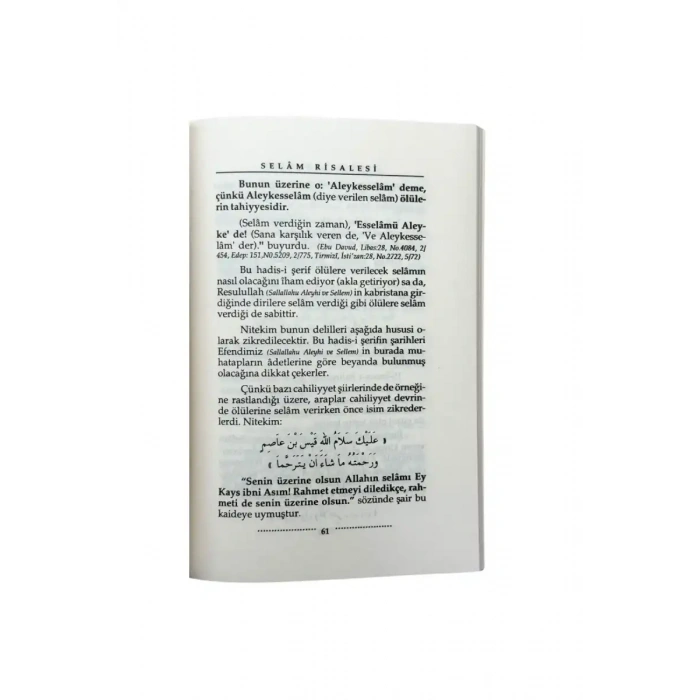 SELÂM RİSALESİ
Bunun üzerine o: 'Aleykesselâm' deme,
çünkü Aleykesselâm (diye verilen selâm) ölüle-
rin tahiyyesidir.
(Selâm verdiğin zaman), 'Esselâmü Aley-
ke' de! (Sana karşılık veren de, 'Ve Aleykesse-
lâm' der)." buyurdu. (Ebu Davud, Libas:28, No.4084, 2/
454, Edep: 151,N0.5209, 2/775, Tirmizî, İsti'zan:28, No.2722, 5/72)
Bu hadis-i şerif ölülere verilecek selâmın
nasıl olacağını îham ediyor (akla getiriyor) sa da,
Resulullah (Sallallahu Aleyhi ve Sellem) in kabristana gir-
diğinde dirilere selâm verdiği gibi ölülere selâm
verdiği de sabittir.
Nitekim bunun delilleri aşağıda hususi o-
larak zikredilecektir. Bu hadis-i şerifin şarihleri
Efendimiz (Sallallahu Aleyhi ve Sellem) in burada mu-
hatapların âdetlerine göre beyanda bulunmuş
olacağına dikkat çekerler.
Çünkü bazı cahiliyyet şiirlerinde de örneği-
ne rastlandığı üzere, araplar cahiliyyet devrin-
de ölülerine selâm verirken önce isim zikreder-
lerdi. Nitekim:
« عَلَيْكَ سَلَامُ اللهِ قَيْسَ بْنَ عَاصِمٍ
وَرَحْمَتُهُ مَا شَاءَ أَنْ يَتَرَحَّمَا »
"Senin üzerine olsun Allahın selâmı Ey
Kays ibni Asım! Rahmet etmeyi diledikçe, rah-
meti de senin üzerine olsun." sözünde şair bu
kaideye uymuştur.
61